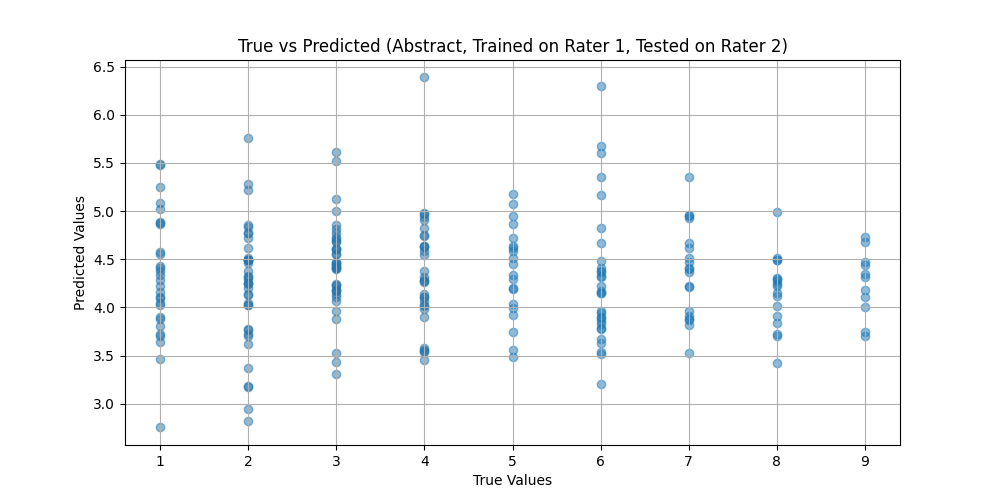 True vs Predicted (Abstract, Trained on Rater 1, Tested on Rater 2)
6.5
6.0
5.5
5.0
4.5
4.0
3.5
3.0
Predicted Values
1 2 3 4 5 6 7 8 9
True Values